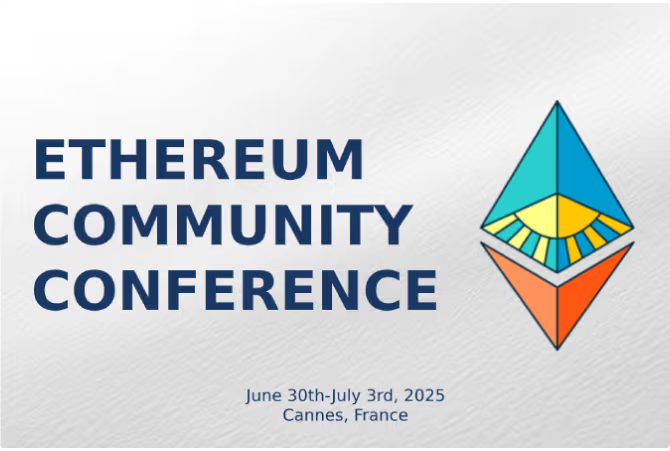 ETHEREUM
COMMUNITY
CONFERENCE
June 30th-July 3rd, 2025
Cannes, France